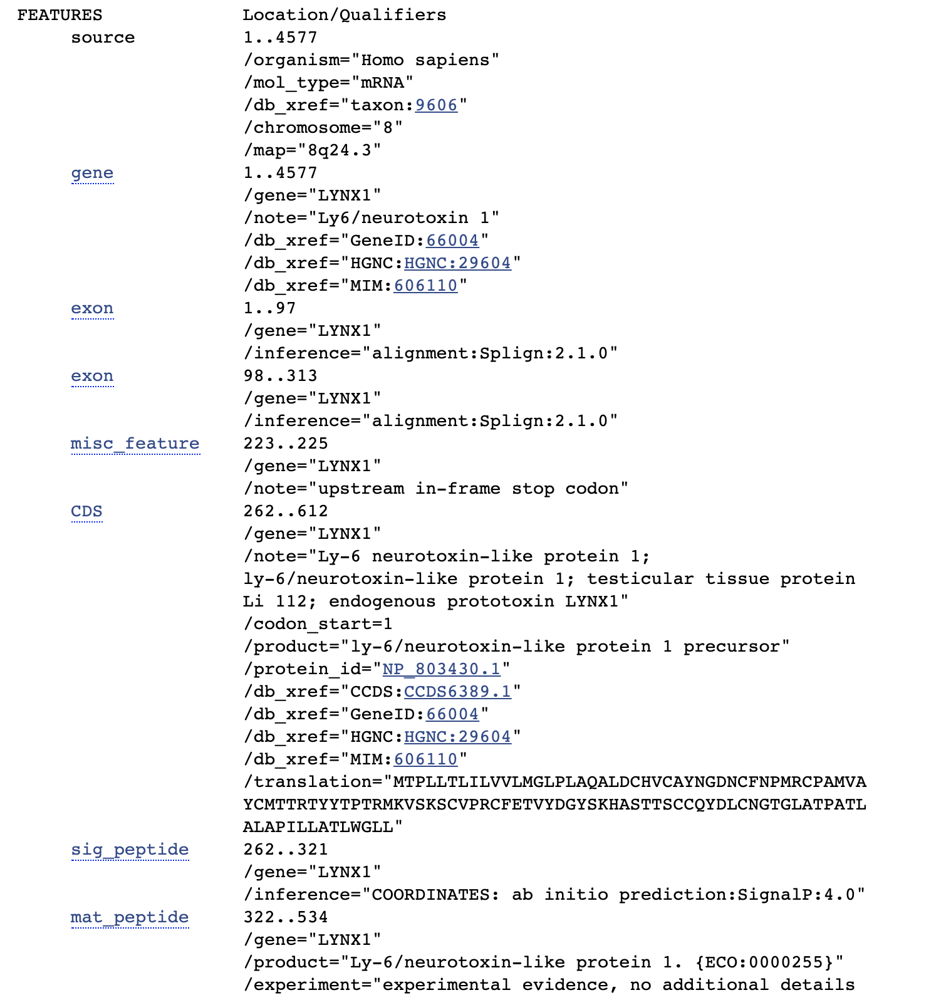 FEATURES             Location/Qualifiers
source          1..4577
/organism="Homo sapiens"
/mol_type="mRNA"
/db_xref="taxon:9606"
/chromosome="8"
/map="8q24.3"
gene            1..4577
/gene="LYNX1"
/note="Ly6/neurotoxin 1"
/db_xref="GeneID:66004"
/db_xref="HGNC:HGNC:29604"
/db_xref="MIM:606110"
exon            1..97
/gene="LYNX1"
/inference="alignment:Splign:2.1.0"
exon            98..313
/gene="LYNX1"
/inference="alignment:Splign:2.1.0"
misc_feature    223..225
/gene="LYNX1"
/note="upstream in-frame stop codon"
CDS             262..612
/gene="LYNX1"
/note="Ly-6 neurotoxin-like protein 1;
ly-6/neurotoxin-like protein 1; testicular tissue protein
Li 112; endogenous prototoxin LYNX1"
/codon_start=1
/product="ly-6/neurotoxin-like protein 1 precursor"
/protein_id="NP_803430.1"
/db_xref="CCDS:CCDS6389.1"
/db_xref="GeneID:66004"
/db_xref="HGNC:HGNC:29604"
/db_xref="MIM:606110"
/translation="MTPLLTLILVVLMGLPLAQALDCHVCAYNGDNCFNPMRCPAMVA
YCMTTRTYYTPTRMKVSKSCVPRCFETVYDGYSKHASTTSCCQYDLCNGTGLATPATL
ALAPILLATLWGLL"
sig_peptide     262..321
/gene="LYNX1"
/inference="COORDINATES: ab initio prediction:SignalP:4.0"
mat_peptide     322..534
/gene="LYNX1"
/product="Ly-6/neurotoxin-like protein 1. {ECO:0000255}"
/experiment="experimental evidence, no additional details